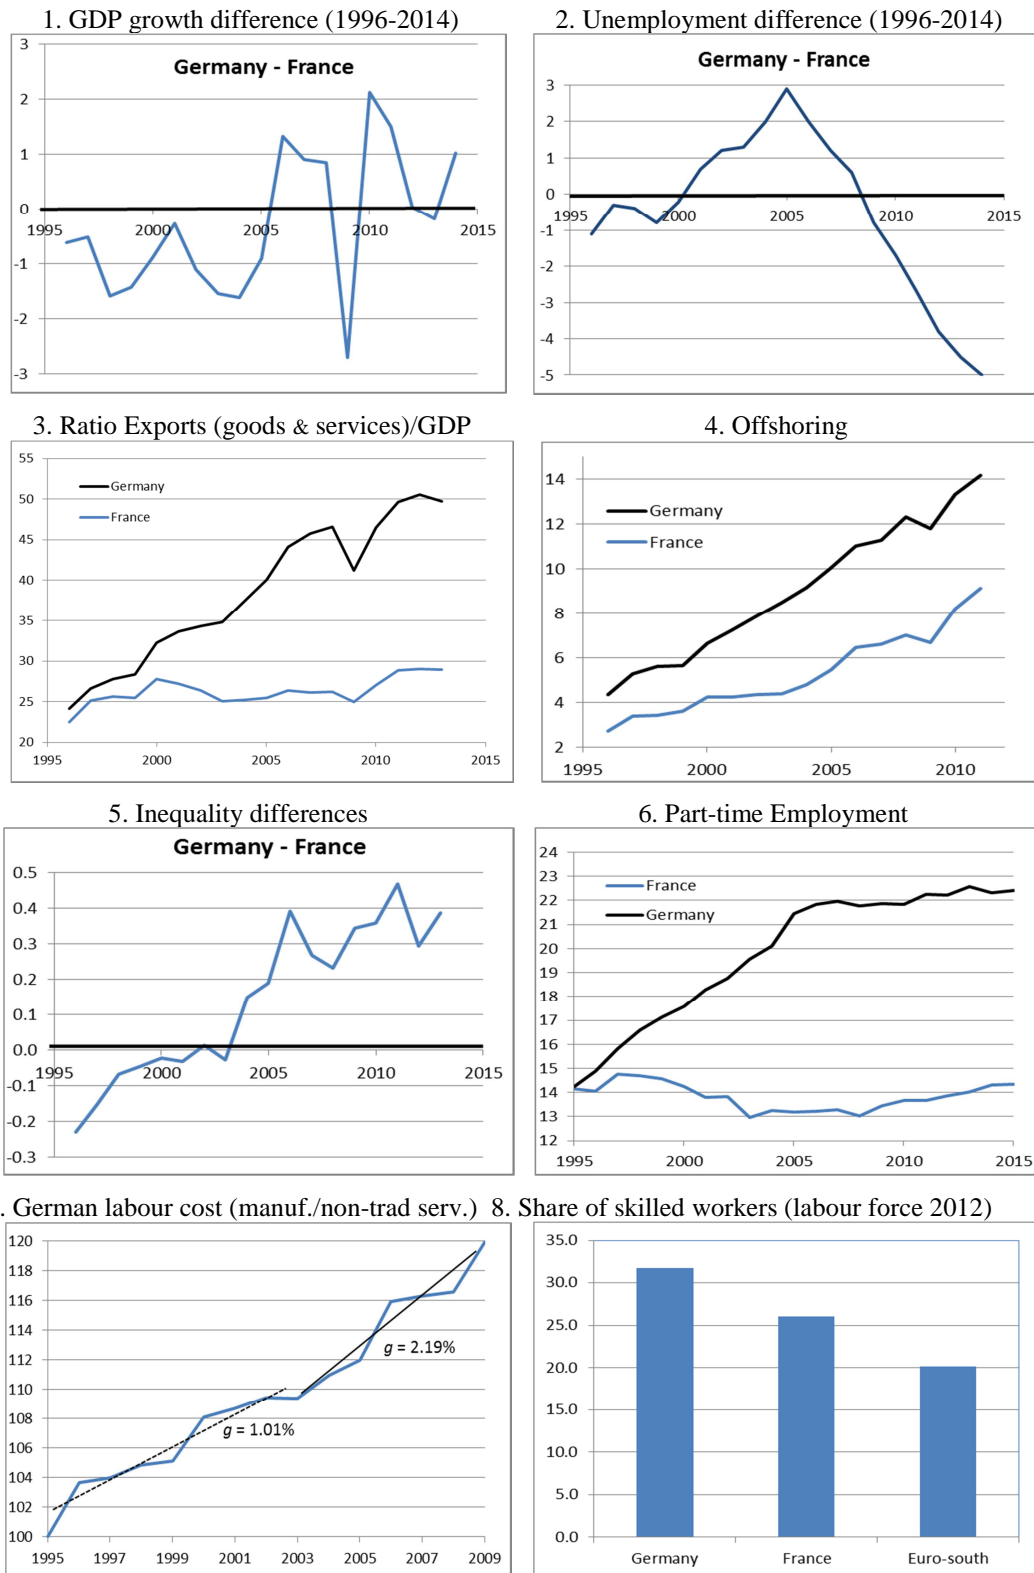 1. GDP growth difference (1996-2014)
Germany - France
3
2
1
0
-1
-2
-3
1995 2000 2005 2010 2015
2. Unemployment difference (1996-2014)
Germany - France
3
2
1
0
-1
-2
-3
-4
-5
1995 2000 2005 2010 2015
3. Ratio Exports (goods & services)/GDP
55
50
45
40
35
30
25
20
Germany
France
1995 2000 2005 2010 2015
4. Offshoring
14
12
10
8
6
4
2
Germany
France
1995 2000 2005 2010
5. Inequality differences
Germany - France
0.5
0.4
0.3
0.2
0.1
0.0
-0.1
-0.2
-0.3
1995 2000 2005 2010 2015
6. Part-time Employment
24
23
22
21
20
19
18
17
16
15
14
13
12
France
Germany
1995 2000 2005 2010 2015
. German labour cost (manuf./non-trad serv.)
120
118
116
114
112
110
108
106
104
102
100
g = 2.19%
g = 1.01%
1995 1997 1999 2001 2003 2005 2007 2009
8. Share of skilled workers (labour force 2012)
35.0
30.0
25.0
20.0
15.0
10.0
5.0
0.0
Germany France Euro-south